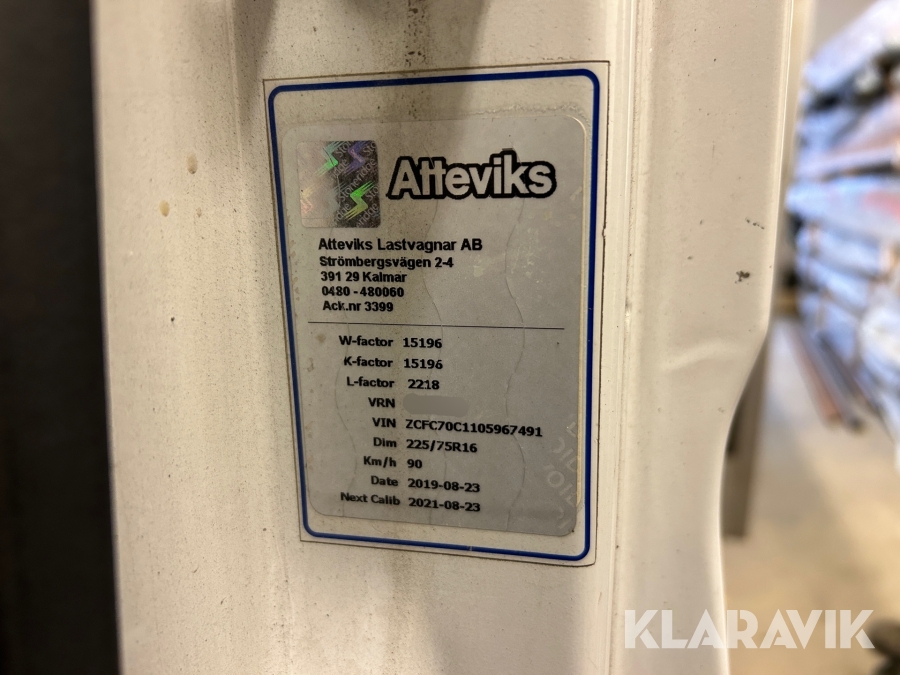 Atteviks
Atteviks Lastvagnar AB
Strömbergsvägen 2-4
391 29 Kalmar
0480 - 480060
Ack.nr 3399
W-factor 15196
K-factor 15196
L-factor 2218
VRN
VIN ZCFC70C1105967491
Dim 225/75R16
Km/h 90
Date 2019-08-23
Next Calib 2021-08-23
KLARAVIK